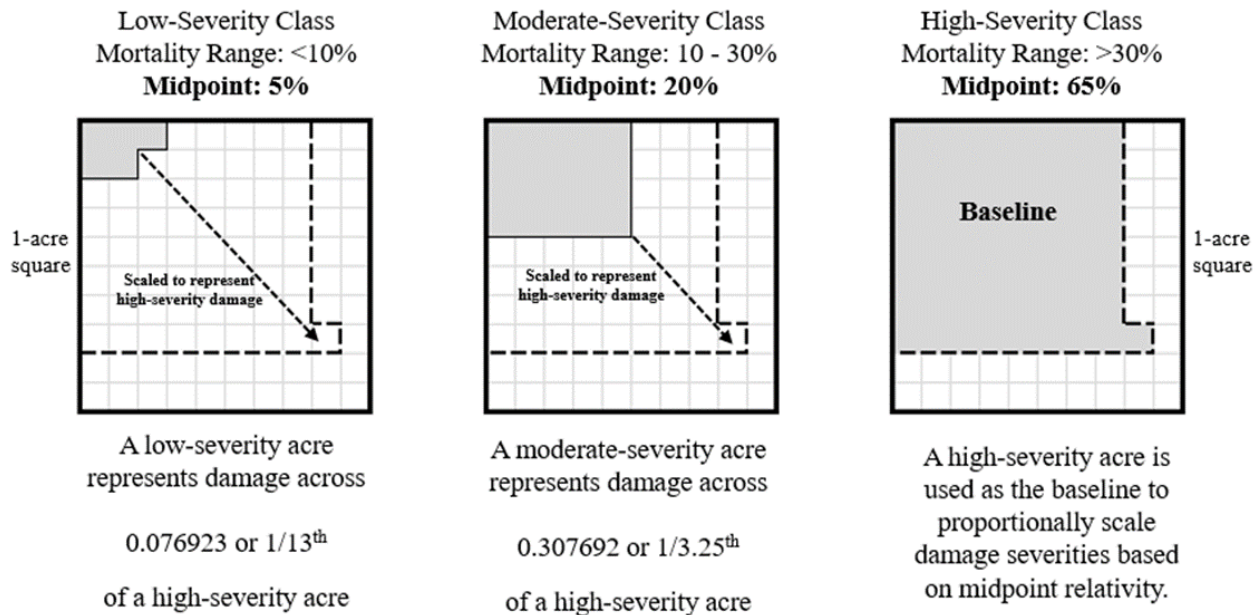 Low-Severity Class
Mortality Range: <10%
Midpoint: 5%
1-acre
square
Scaled to represent
high-severity damage
A low-severity acre
represents damage across
0.076923 or 1/13th
of a high-severity acre
Moderate-Severity Class
Mortality Range: 10 - 30%
Midpoint: 20%
Scaled to represent
high-severity damage
A moderate-severity acre
represents damage across
0.307692 or 1/3.25th
of a high-severity acre
High-Severity Class
Mortality Range: >30%
Midpoint: 65%
Baseline
1-acre
square
A high-severity acre is
used as the baseline to
proportionally scale
damage severities based
on midpoint relativity.